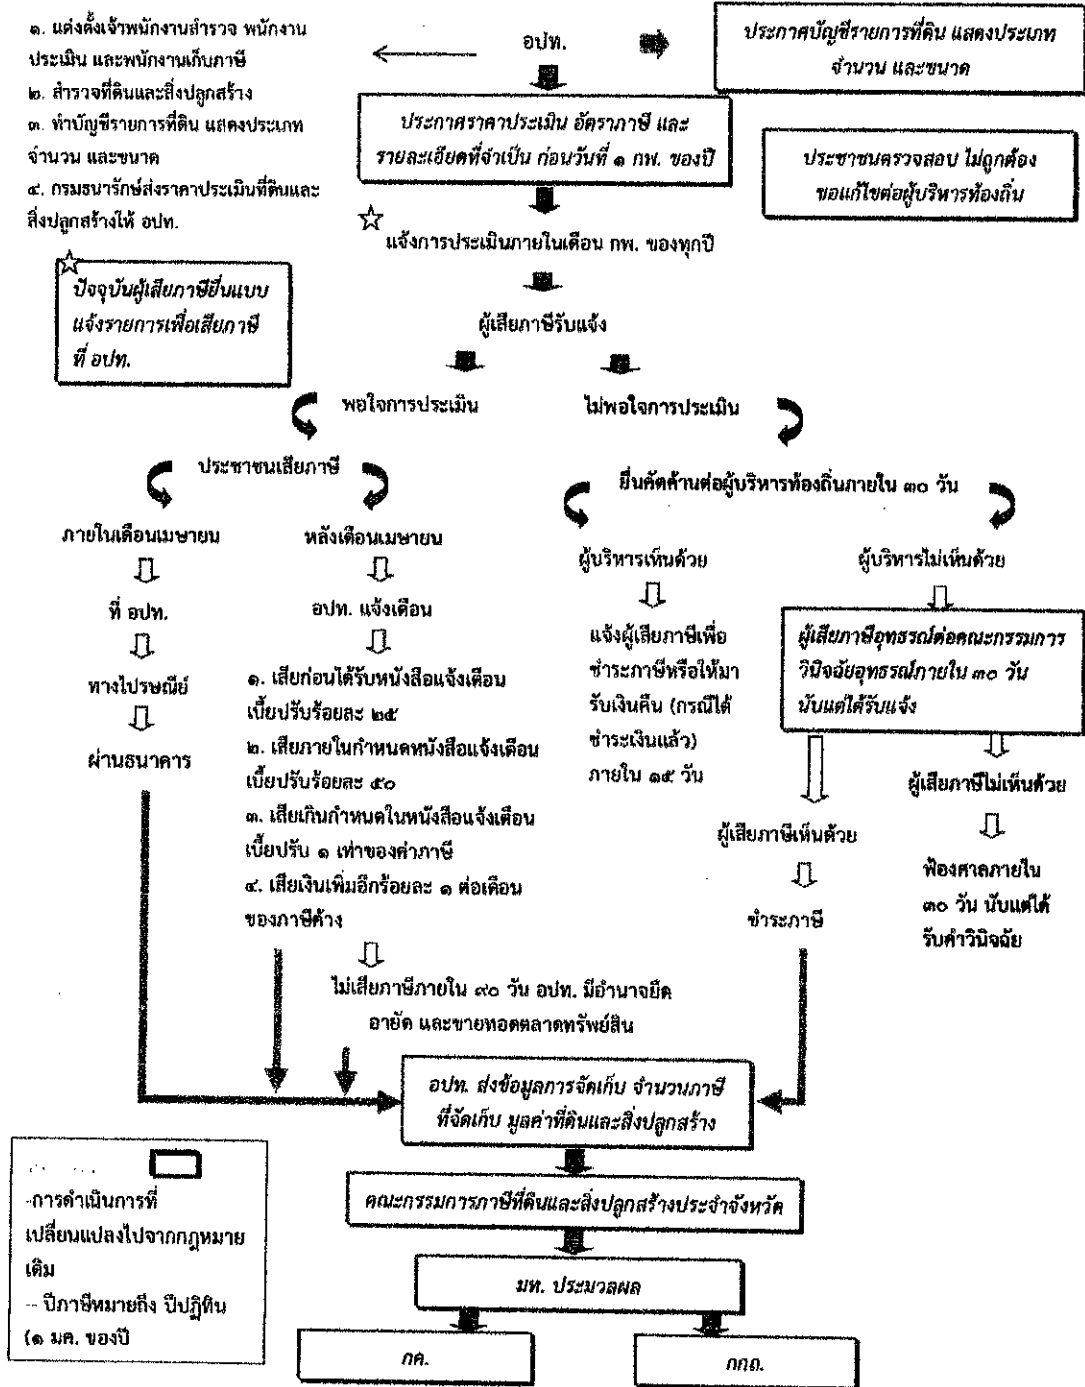 ๑. แต่งตั้งเจ้าพนักงานสำรวจ พนักงาน
ประเมิน และพนักงานเก็บภาษี
๒. สำรวจที่ดินและสิ่งปลูกสร้าง
๓. ทำบัญชีรายการที่ดิน แสดงประเภท
จำนวน และขนาด
๔. กรมธนารักษ์ส่งราคาประเมินที่ดินและ
สิ่งปลูกสร้างให้ อปท.
อปท.
ประกาศบัญชีรายการที่ดิน แสดงประเภท
จำนวน และขนาด
ประกาศราคาประเมิน อัตราภาษี และ
รายละเอียดที่จำเป็น ก่อนวันที่ ๑ กพ. ของปี
ประชาชนตรวจสอบ ไม่ถูกต้อง
ขอแก้ไขต่อผู้บริหารท้องถิ่น
แจ้งการประเมินภายในเดือน กพ. ของทุกปี
ปัจจุบันผู้เสียภาษียื่นแบบ
แจ้งรายการเพื่อเสียภาษี
ที่ อปท.
ผู้เสียภาษีรับแจ้ง
พอใจการประเมิน
ไม่พอใจการประเมิน
ประชาชนเสียภาษี
ยื่นคัดค้านต่อผู้บริหารท้องถิ่นภายใน ๓๐ วัน
ภายในเดือนเมษายน
ที่ อปท.
ทางไปรษณีย์
ผ่านธนาคาร
หลังเดือนเมษายน
อปท. แจ้งเตือน
๑. เสียก่อนได้รับหนังสือแจ้งเตือน
เบี้ยปรับร้อยละ ๒๕
๒. เสียภายในกำหนดหนังสือแจ้งเตือน
เบี้ยปรับร้อยละ ๕๐
๓. เสียเกินกำหนดในหนังสือแจ้งเตือน
เบี้ยปรับ ๑ เท่าของค่าภาษี
๔. เสียเงินเพิ่มอีกร้อยละ ๑ ต่อเดือน
ของภาษีค้าง
ไม่เสียภาษีภายใน ๙๐ วัน อปท. มีอำนาจยึด
อายัด และขายทอดตลาดทรัพย์สิน
ผู้บริหารเห็นด้วย
แจ้งผู้เสียภาษีเพื่อ
ชำระภาษีหรือให้มา
รับเงินคืน (กรณีได้
ชำระเงินแล้ว)
ภายใน ๑๕ วัน
ผู้บริหารไม่เห็นด้วย
ผู้เสียภาษีอุทธรณ์ต่อคณะกรรมการ
วินิจฉัยอุทธรณ์ภายใน ๓๐ วัน
นับแต่ได้รับแจ้ง
ผู้เสียภาษีเห็นด้วย
ชำระภาษี
ผู้เสียภาษีไม่เห็นด้วย
ฟ้องศาลภายใน
๓๐ วัน นับแต่ได้
รับคำวินิจฉัย
อปท. ส่งข้อมูลการจัดเก็บ จำนวนภาษี
ที่จัดเก็บ มูลค่าที่ดินและสิ่งปลูกสร้าง
คณะกรรมการภาษีที่ดินและสิ่งปลูกสร้างประจำจังหวัด
มท. ประมวลผล
กค.
กกถ.
-การดำเนินการที่
เปลี่ยนแปลงไปจากกฎหมาย
เดิม
-- ปีภาษีหมายถึง ปีปฏิทิน
(๑ มค. ของปี